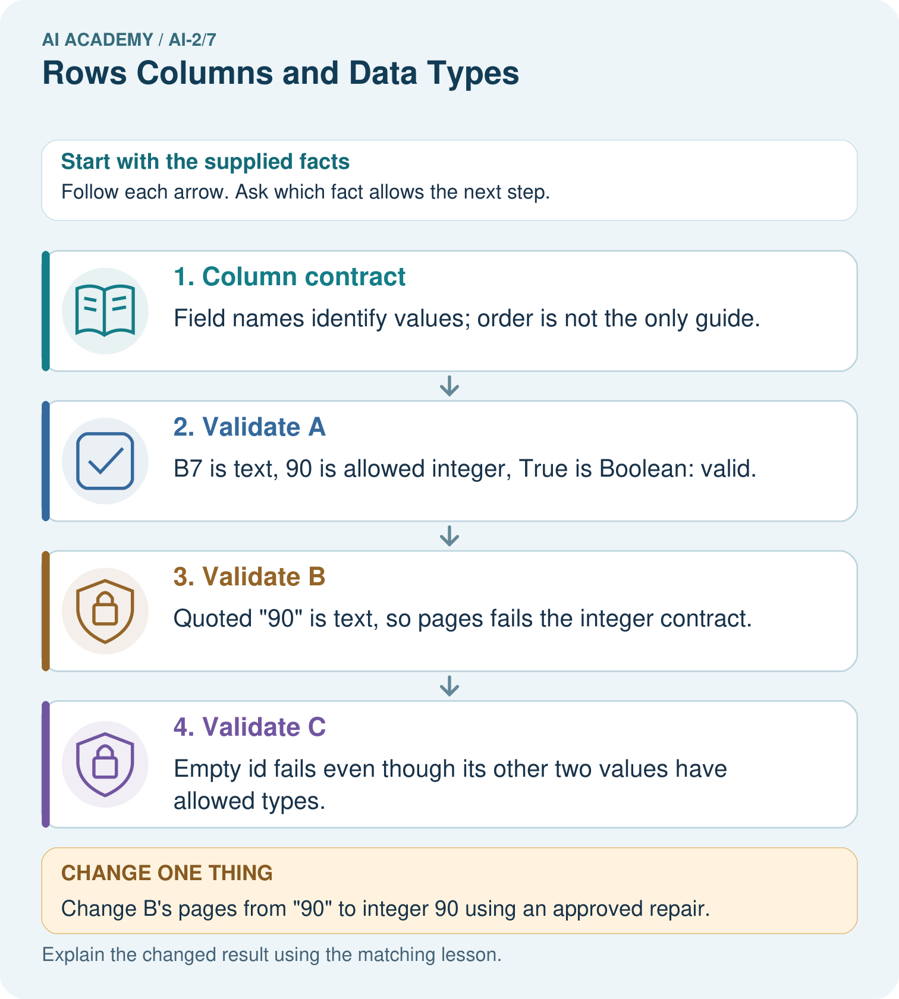 AI ACADEMY / AI-2/7
Rows Columns and Data Types
Start with the supplied facts
Follow each arrow. Ask which fact allows the next step.
1. Column contract
Field names identify values; order is not the only guide.
2. Validate A
B7 is text, 90 is allowed integer, True is Boolean: valid.
3. Validate B
Quoted "90" is text, so pages fails the integer contract.
4. Validate C
Empty id fails even though its other two values have
allowed types.
CHANGE ONE THING
Change B's pages from "90" to integer 90 using an approved repair.
Explain the changed result using the matching lesson.